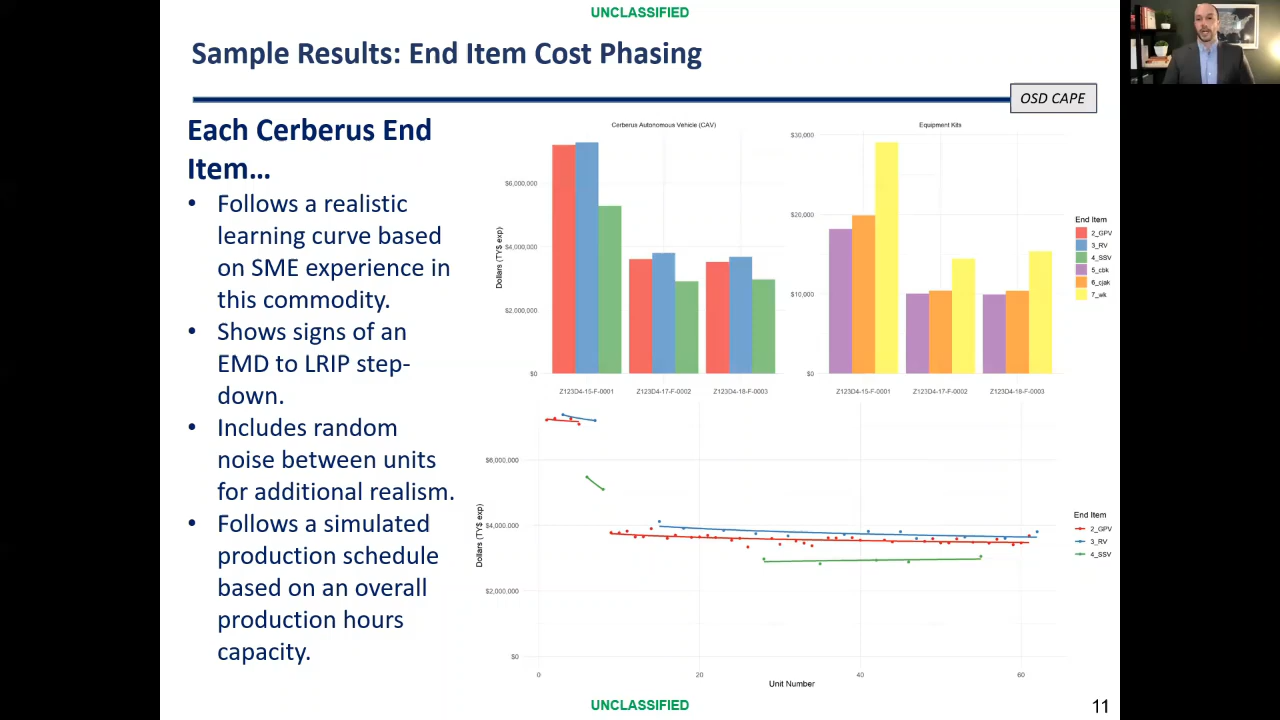 UNCLASSIFIED
Sample Results: End Item Cost Phasing
OSD CAPE
Each Cerberus End
Item…
• Follows a realistic
learning curve based
on SME experience in
this commodity.
• Shows signs of an
EMD to LRIP step-
down.
• Includes random
noise between units
for additional realism.
• Follows a simulated
production schedule
based on an overall
production hours
capacity.
Cerberus Autonomous Vehicle (CAV)
Dollars (TY$ exp)
$6,000,000
$4,000,000
$2,000,000
$0
Z123D4-15-F-0001
Z123D4-17-F-0002
Z123D4-18-F-0003
Equipment Kits
$30,000
$20,000
$10,000
$0
Z123D4-15-F-0001
Z123D4-17-F-0002
Z123D4-18-F-0003
End Item
2_GPV
3_RV
4_SSV
5_cbk
6_cjak
7_wk
Dollars (TY$ exp)
$6,000,000
$4,000,000
$2,000,000
$0
0
20
40
60
Unit Number
End Item
2_GPV
3_RV
4_SSV
UNCLASSIFIED
11